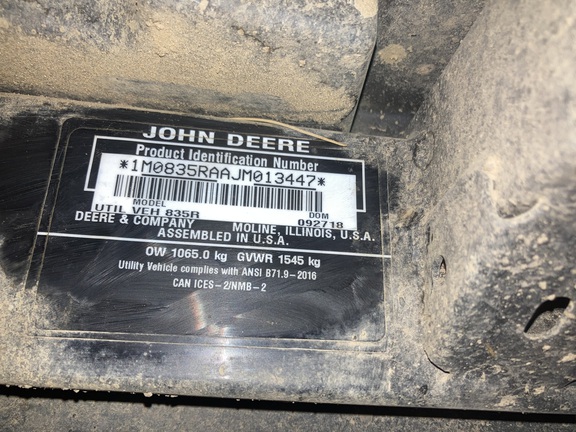 JOHN DEERE
Product Identification Number
*1M0835RAAJM013447*
MODEL
UTIL VEH 835R
DOM
092718
DEERE & COMPANY MOLINE, ILLINOIS, U.S.A.
ASSEMBLED IN U.S.A.
OW 1065.0 kg GVWR 1545 kg
Utility Vehicle complies with ANSI B71.9-2016
CAN ICES-2/NMB-2